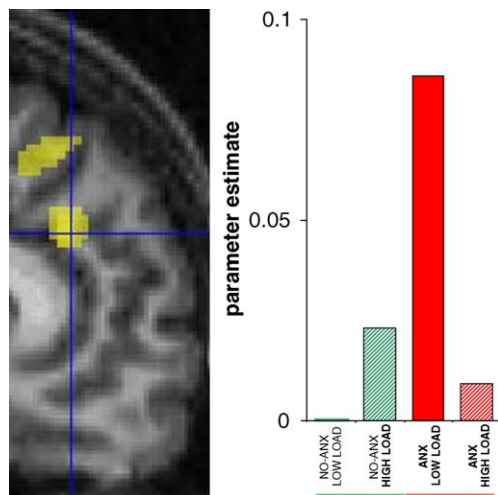 0.1
0.05
0
parameter estimate
NO-ANX
LOW LOAD
NO-ANX
HIGH LOAD
ANX
LOW LOAD
ANX
HIGH LOAD